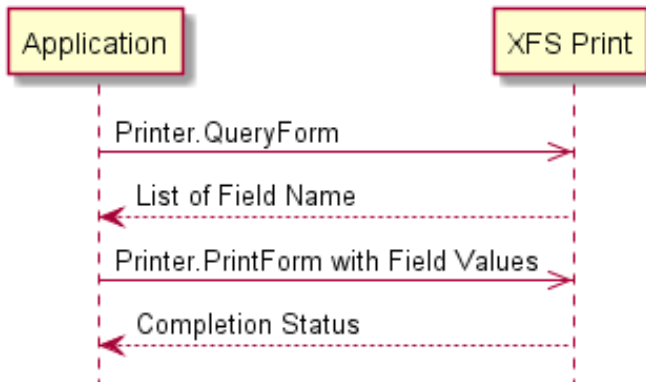 Application
XFS Print
Printer.QueryForm
List of Field Name
Printer.PrintForm with Field Values
Completion Status